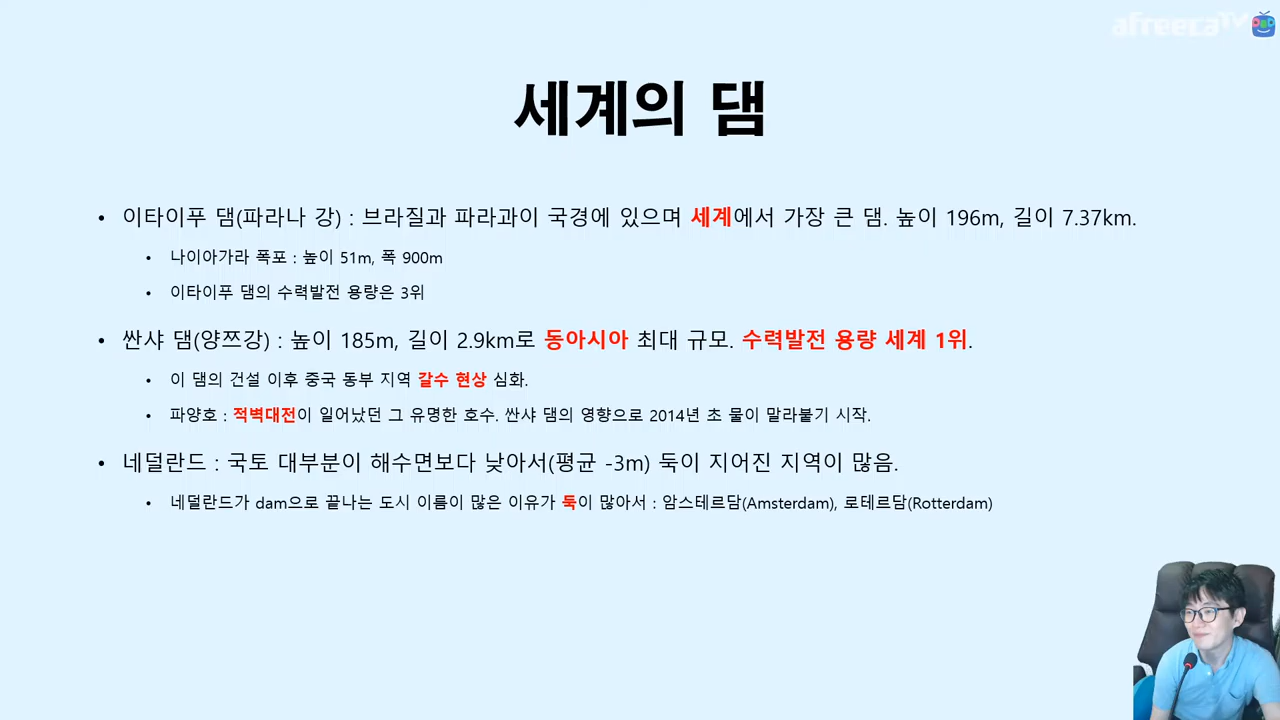 afreecaTV
세계의 댐
• 이타이푸 댐(파라나 강) : 브라질과 파라과이 국경에 있으며 세계에서 가장 큰 댐. 높이 196m, 길이 7.37km.
• 나이아가라 폭포 : 높이 51m, 폭 900m
• 이타이푸 댐의 수력발전 용량은 3위
• 싼샤 댐(양쯔강) : 높이 185m, 길이 2.9km로 동아시아 최대 규모. 수력발전 용량 세계 1위.
• 이 댐의 건설 이후 중국 동부 지역 갈수 현상 심화.
• 파양호 : 적벽대전이 일어났던 그 유명한 호수. 싼샤 댐의 영향으로 2014년 초 물이 말라붙기 시작.
• 네덜란드 : 국토 대부분이 해수면보다 낮아서(평균 -3m) 둑이 지어진 지역이 많음.
• 네덜란드가 dam으로 끝나는 도시 이름이 많은 이유가 둑이 많아서 : 암스테르담(Amsterdam), 로테르담(Rotterdam)